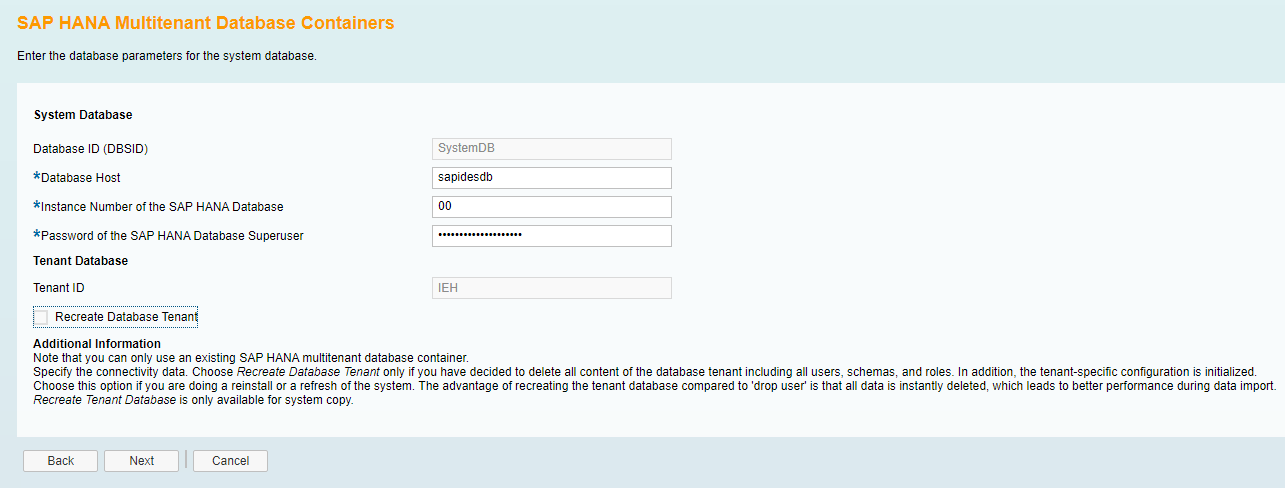 SAP HANA Multitenant Database Containers
Enter the database parameters for the system database.
System Database
Database ID (DBSID) SystemDB
*Database Host sapidesdb
*Instance Number of the SAP HANA Database 00
*Password of the SAP HANA Database Superuser ••••••••••••••••••••
Tenant Database
Tenant ID IEH
Recreate Database Tenant
Additional Information
Note that you can only use an existing SAP HANA multitenant database container.
Specify the connectivity data. Choose Recreate Database Tenant only if you have decided to delete all content of the database tenant including all users, schemas, and roles. In addition, the tenant-specific configuration is initialized.
Choose this option if you are doing a reinstall or a refresh of the system. The advantage of recreating the tenant database compared to 'drop user' is that all data is instantly deleted, which leads to better performance during data import.
Recreate Tenant Database is only available for system copy.
Back Next Cancel